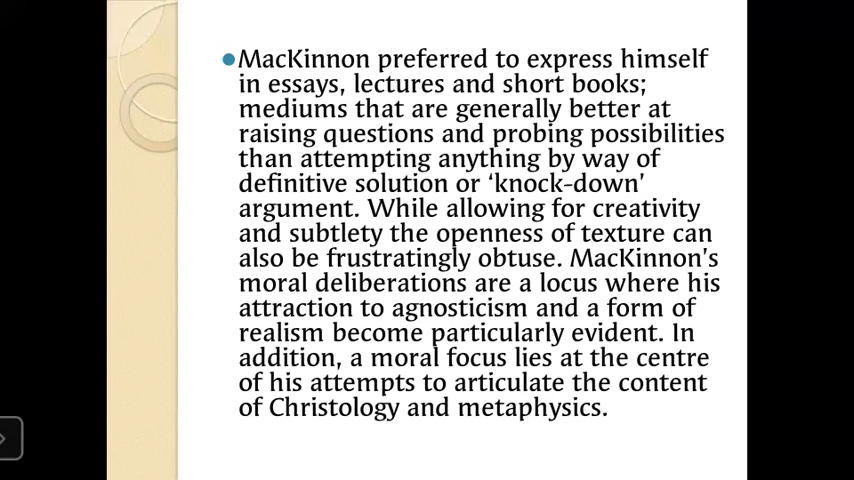 MacKinnon preferred to express himself
in essays, lectures and short books;
mediums that are generally better at
raising questions and probing possibilities
than attempting anything by way of
definitive solution or ‘knock-down’
argument. While allowing for creativity
and subtlety the openness of texture can
also be frustratingly obtuse. MacKinnon’s
moral deliberations are a locus where his
attraction to agnosticism and a form of
realism become particularly evident. In
addition, a moral focus lies at the centre
of his attempts to articulate the content
of Christology and metaphysics.